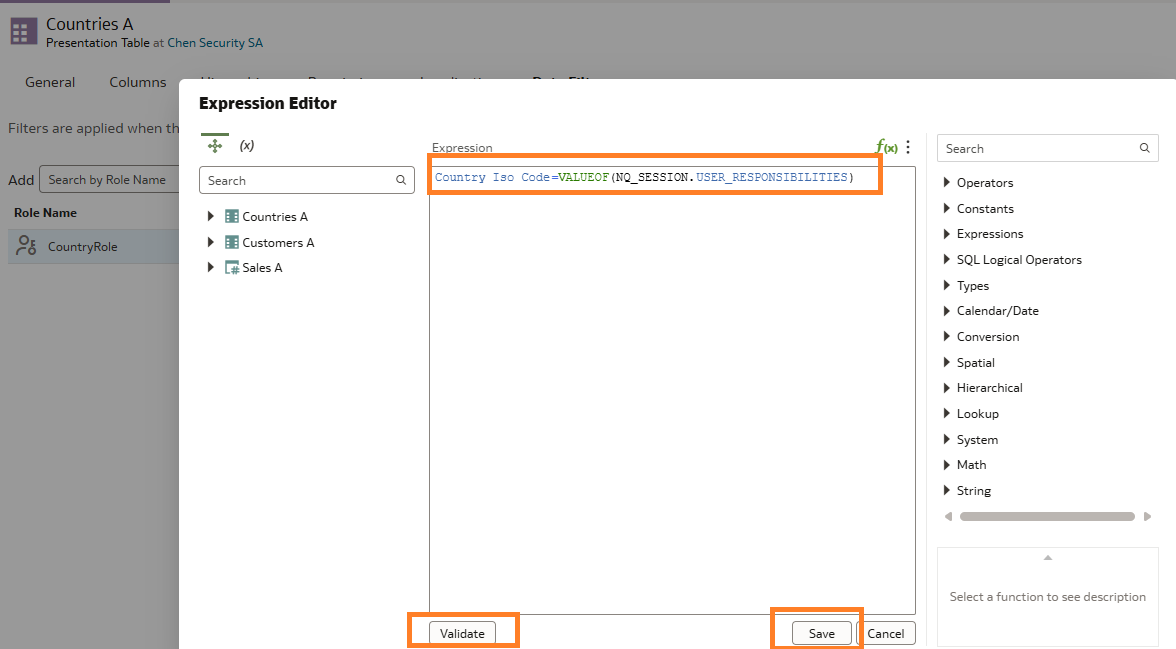 Countries A
Presentation Table at Chen Security SA
General
Columns
Filters are applied when th
Add
Search by Role Name
Role Name
CountryRole
Expression Editor
(x)
Search
Countries A
Customers A
Sales A
Expression
f(x)
Country Iso Code=VALUEOF(NQ_SESSION.USER_RESPONSIBILITIES)
Validate
Save
Cancel
Search
Operators
Constants
Expressions
SQL Logical Operators
Types
Calendar/Date
Conversion
Spatial
Hierarchical
Lookup
System
Math
String
Select a function to see description